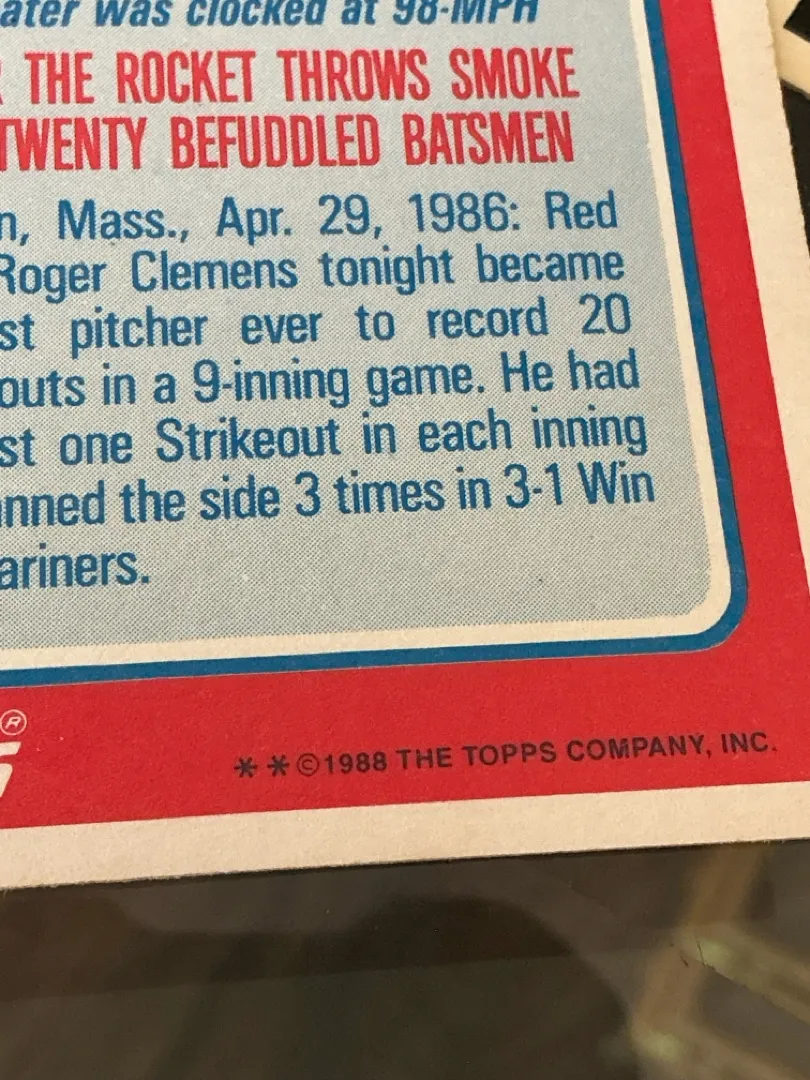 ater was clocked at 98-MPH
R THE ROCKET THROWS SMOKE
TWENTY BEFUDDLED BATSMEN
n, Mass., Apr. 29, 1986: Red
Roger Clemens tonight became
st pitcher ever to record 20
outs in a 9-inning game. He had
st one Strikeout in each inning
nned the side 3 times in 3-1 Win
ariners.
S®
**©1988 THE TOPPS COMPANY, INC.